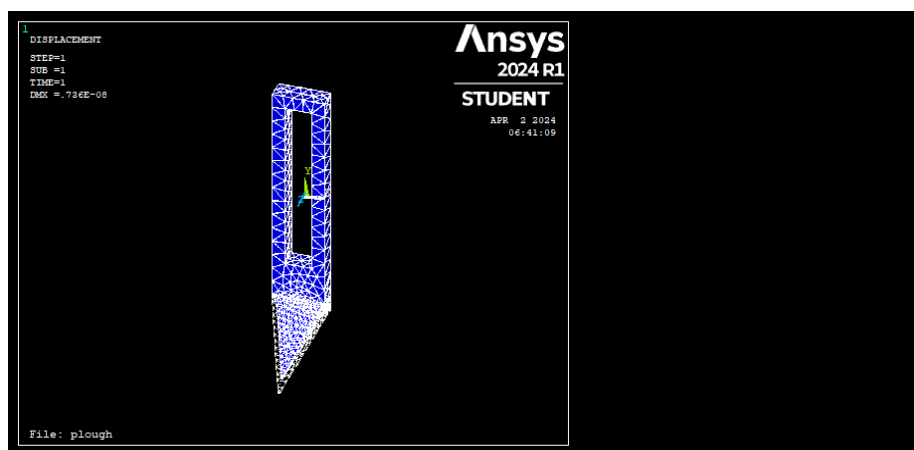 1
DISPLACEMENT
STEP=1
SUB =1
TIME=1
DMX =.736E-08
Ansys
2024 R1
STUDENT
APR 2 2024
06:41:09
Y
Z
File: plough